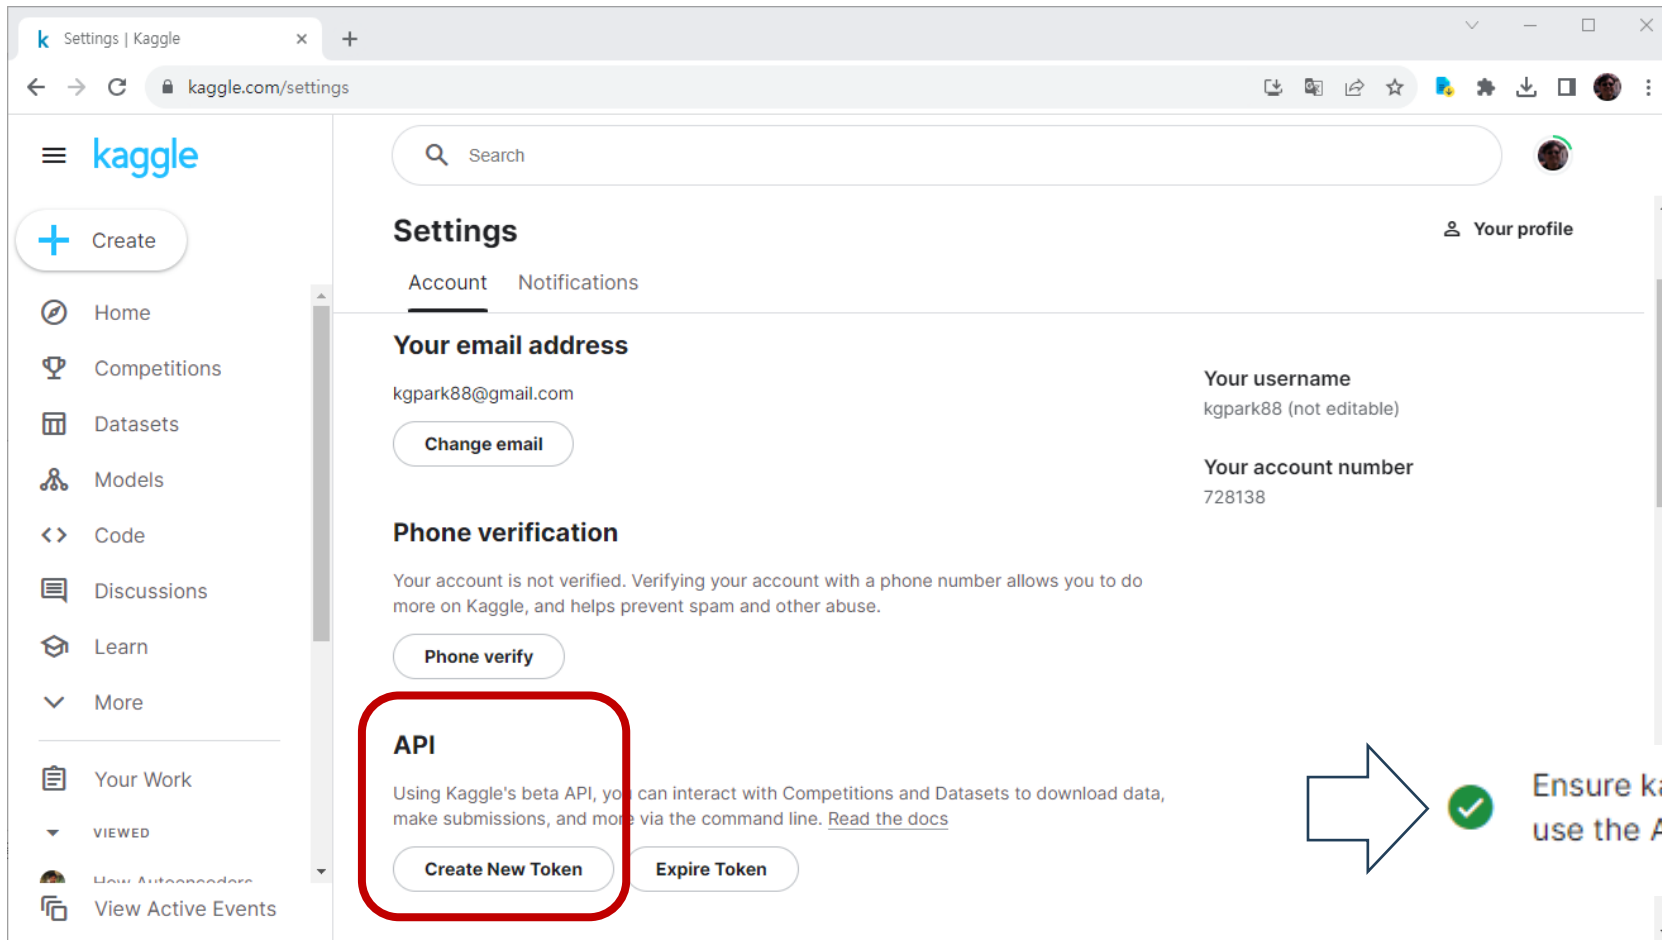 Settings | Kaggle
kaggle.com/settings
kaggle
Search
Create
Settings
Your profile
Account Notifications
Home
Competitions
Datasets
Models
Code
Discussions
Learn
More
Your Work
VIEWED
How Autoencoders
View Active Events
Your email address
kgpark88@gmail.com
Change email
Your username
kgpark88 (not editable)
Your account number
728138
Phone verification
Your account is not verified. Verifying your account with a phone number allows you to do
more on Kaggle, and helps prevent spam and other abuse.
Phone verify
API
Using Kaggle's beta API, you can interact with Competitions and Datasets to download data,
make submissions, and more via the command line. Read the docs
Create New Token Expire Token
Ensure
use the